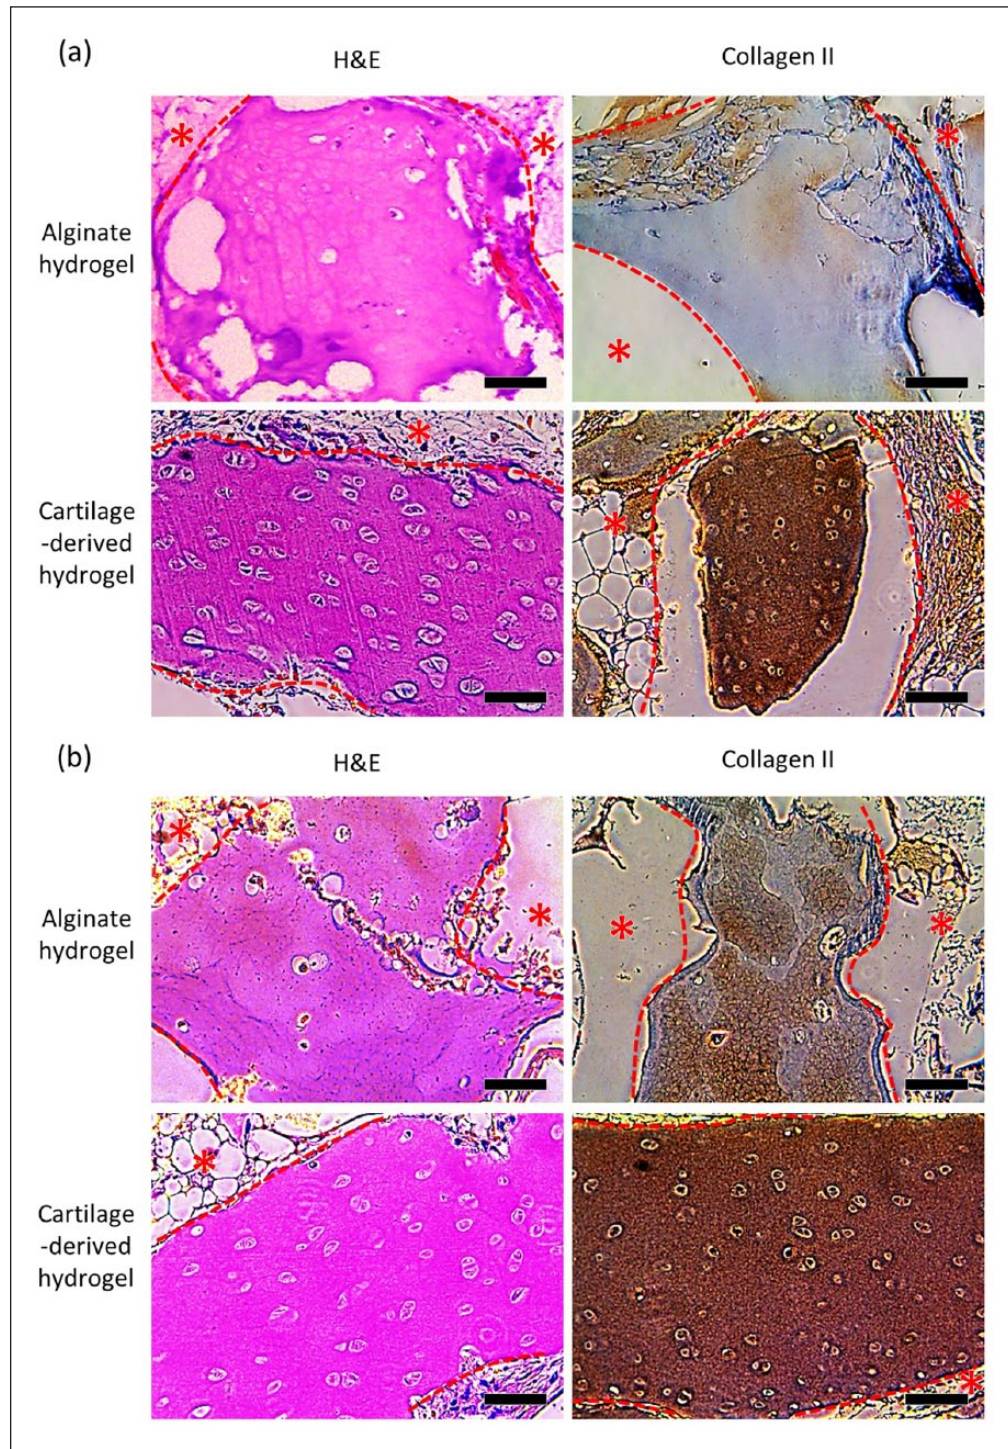 (a)
H&E
Collagen II
Alginate
hydrogel
Cartilage
-derived
hydrogel
(b)
H&E
Collagen II
Alginate
hydrogel
Cartilage
-derived
hydrogel